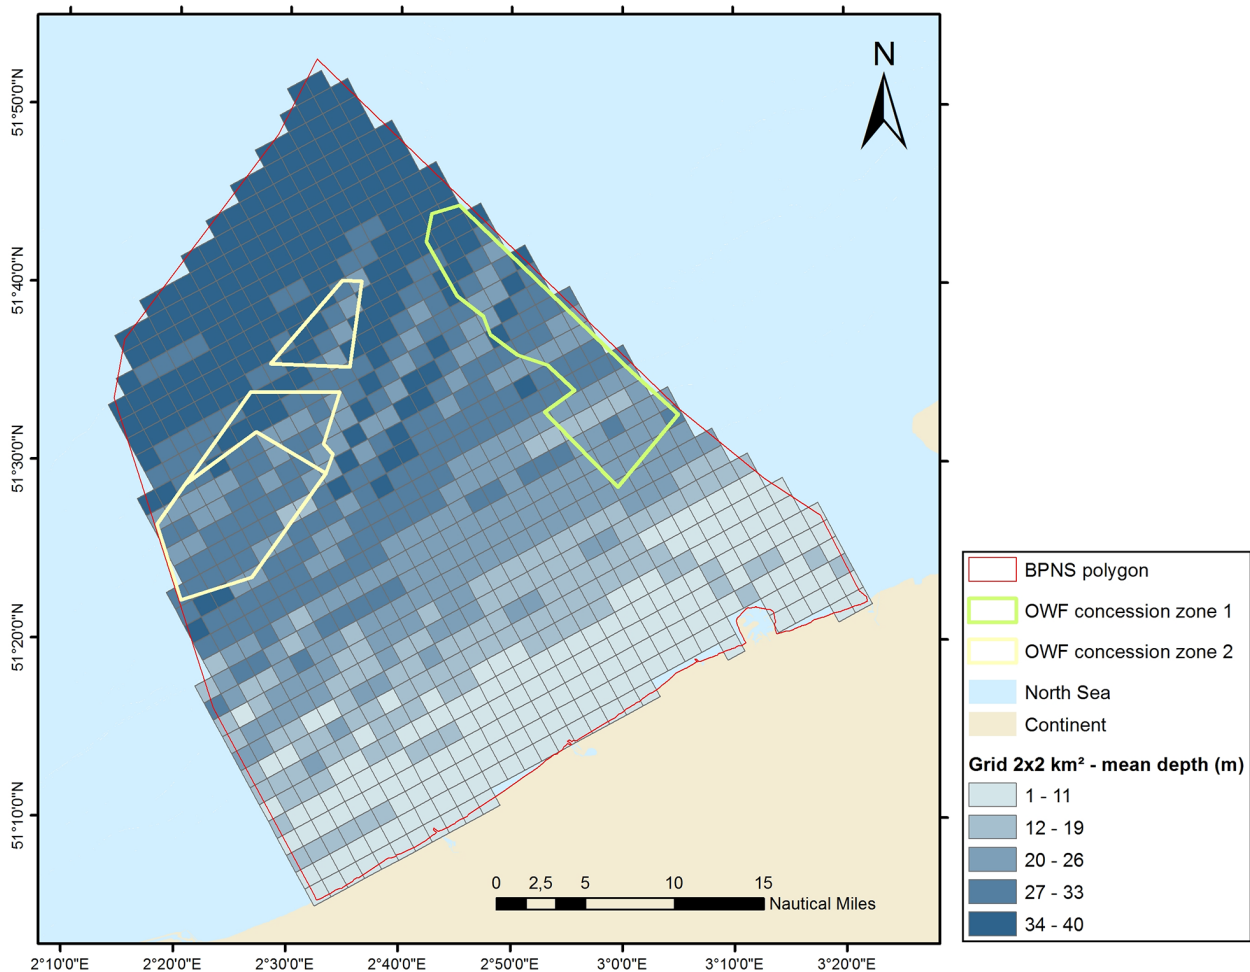 N
51°50'0"N
51°40'0"N
51°30'0"N
51°20'0"N
51°10'0"N
BPNS polygon
OWF concession zone 1
OWF concession zone 2
North Sea
Continent
Grid 2x2 km² - mean depth (m)
1 - 11
12 - 19
20 - 26
27 - 33
34 - 40
0 2,5 5 10 15
Nautical Miles
2°10'0"E 2°20'0"E 2°30'0"E 2°40'0"E 2°50'0"E 3°00'0"E 3°10'0"E 3°20'0"E